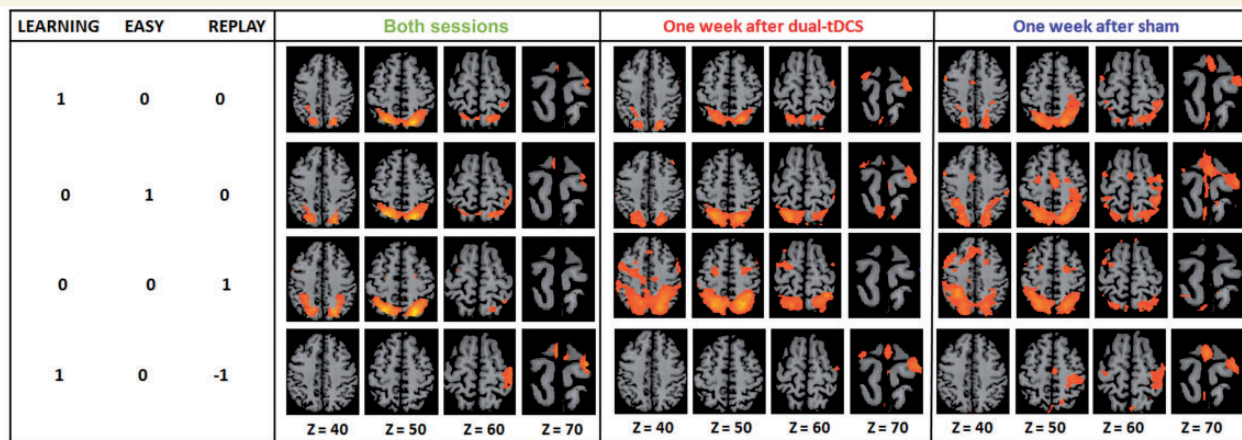 LEARNING EASY REPLAY Both sessions One week after dual-tDCS One week after sham
1 0 0
0 1 0
0 0 1
1 0 -1
Z = 40 Z = 50 Z = 60 Z = 70 Z = 40 Z = 50 Z = 60 Z = 70 Z = 40 Z = 50 Z = 60 Z = 70